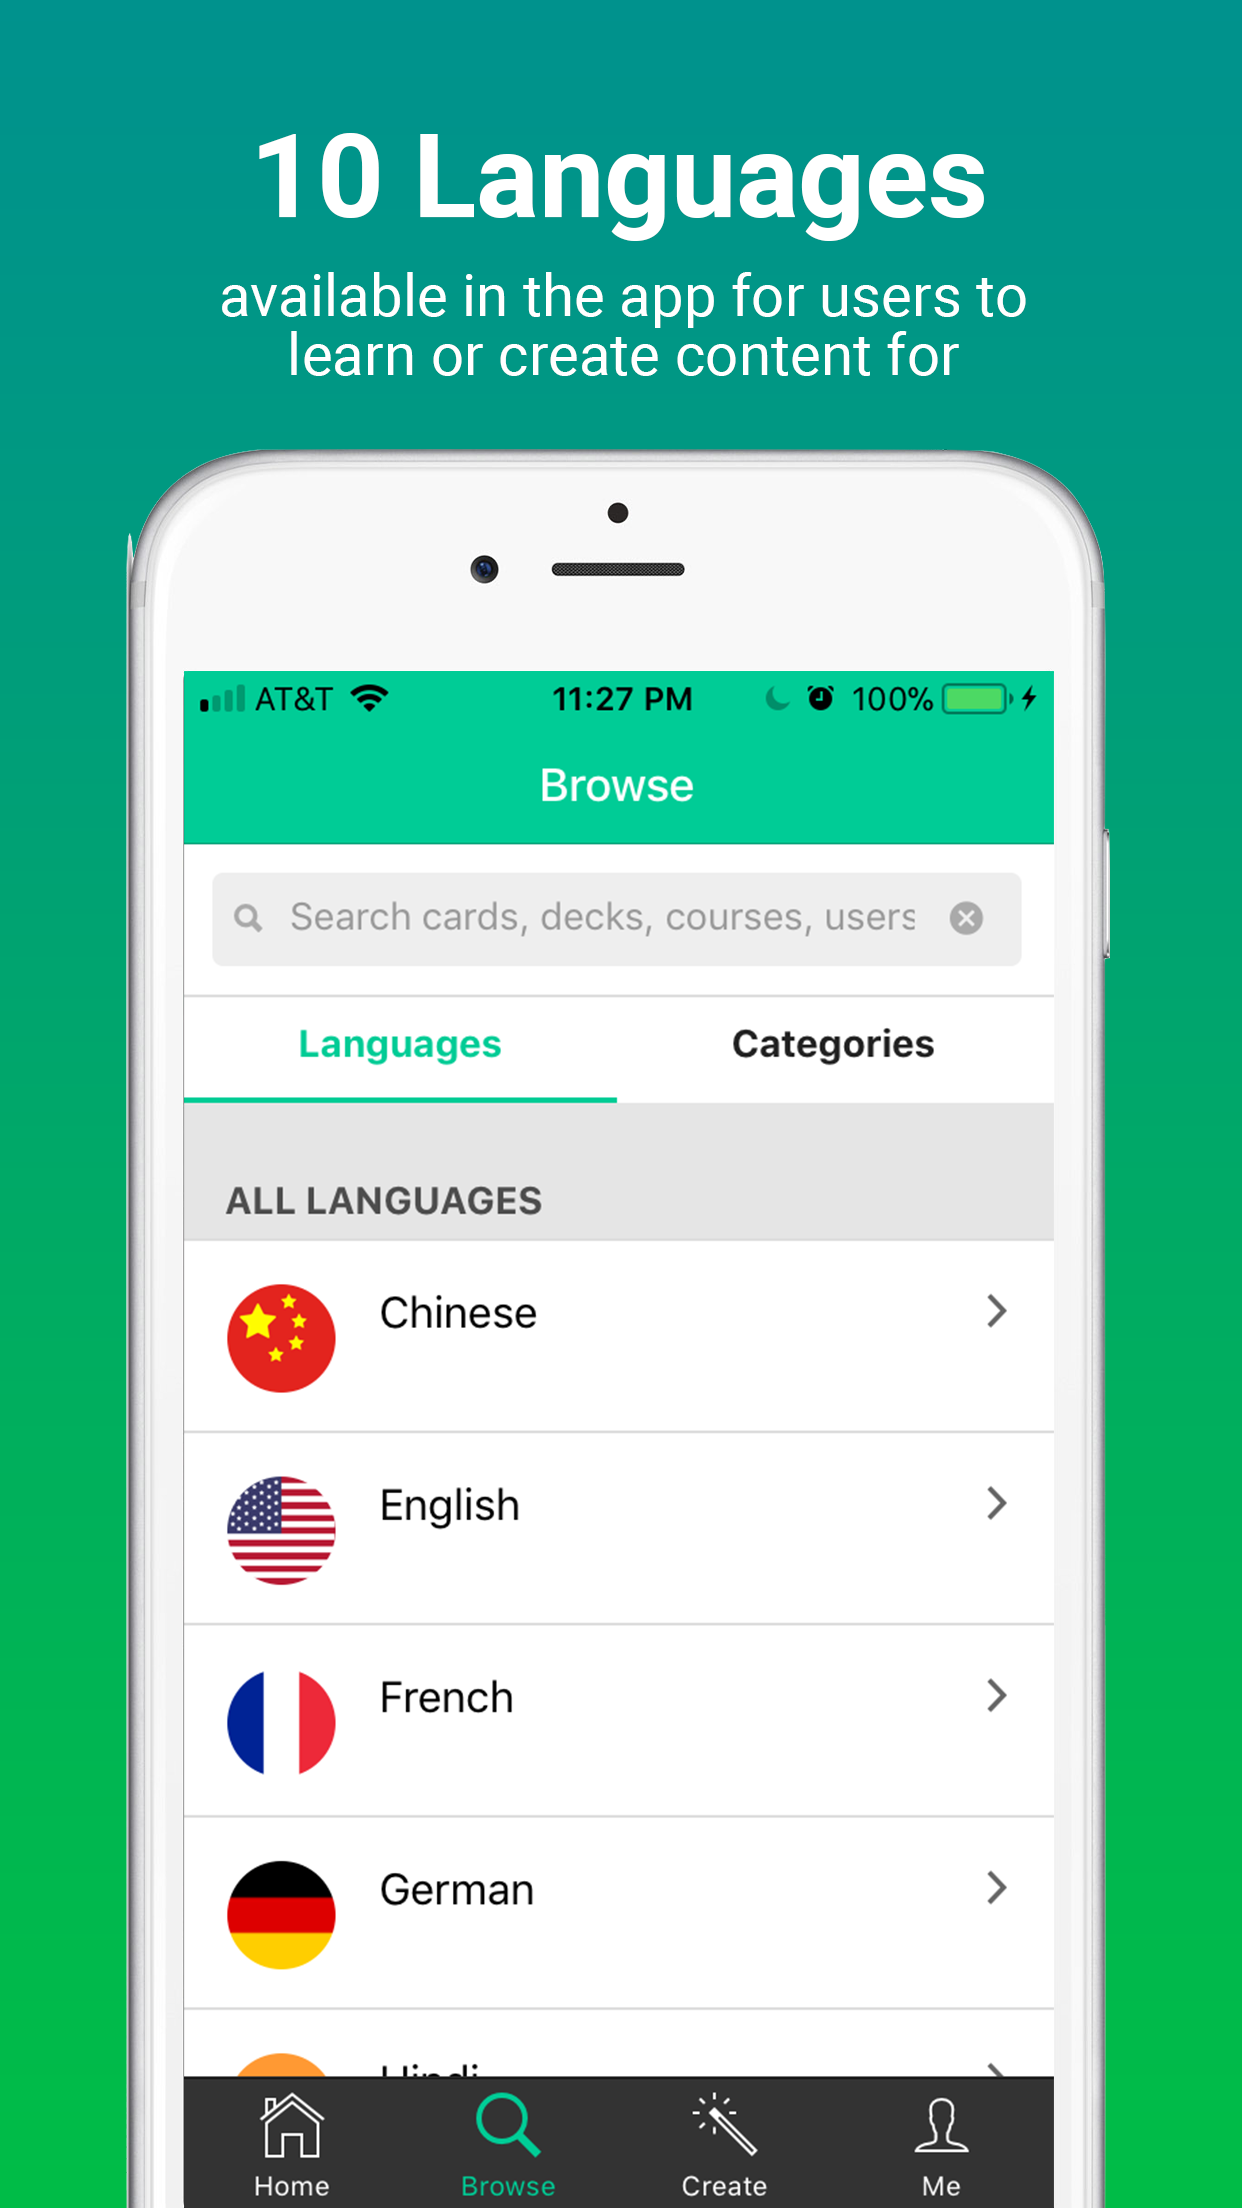 10 Languages
available in the app for users to
learn or create content for
AT&T 11:27 PM 100%
Browse
Search cards, decks, courses, users
Languages Categories
ALL LANGUAGES
Chinese
English
French
German
Hindi
Home Browse Create Me